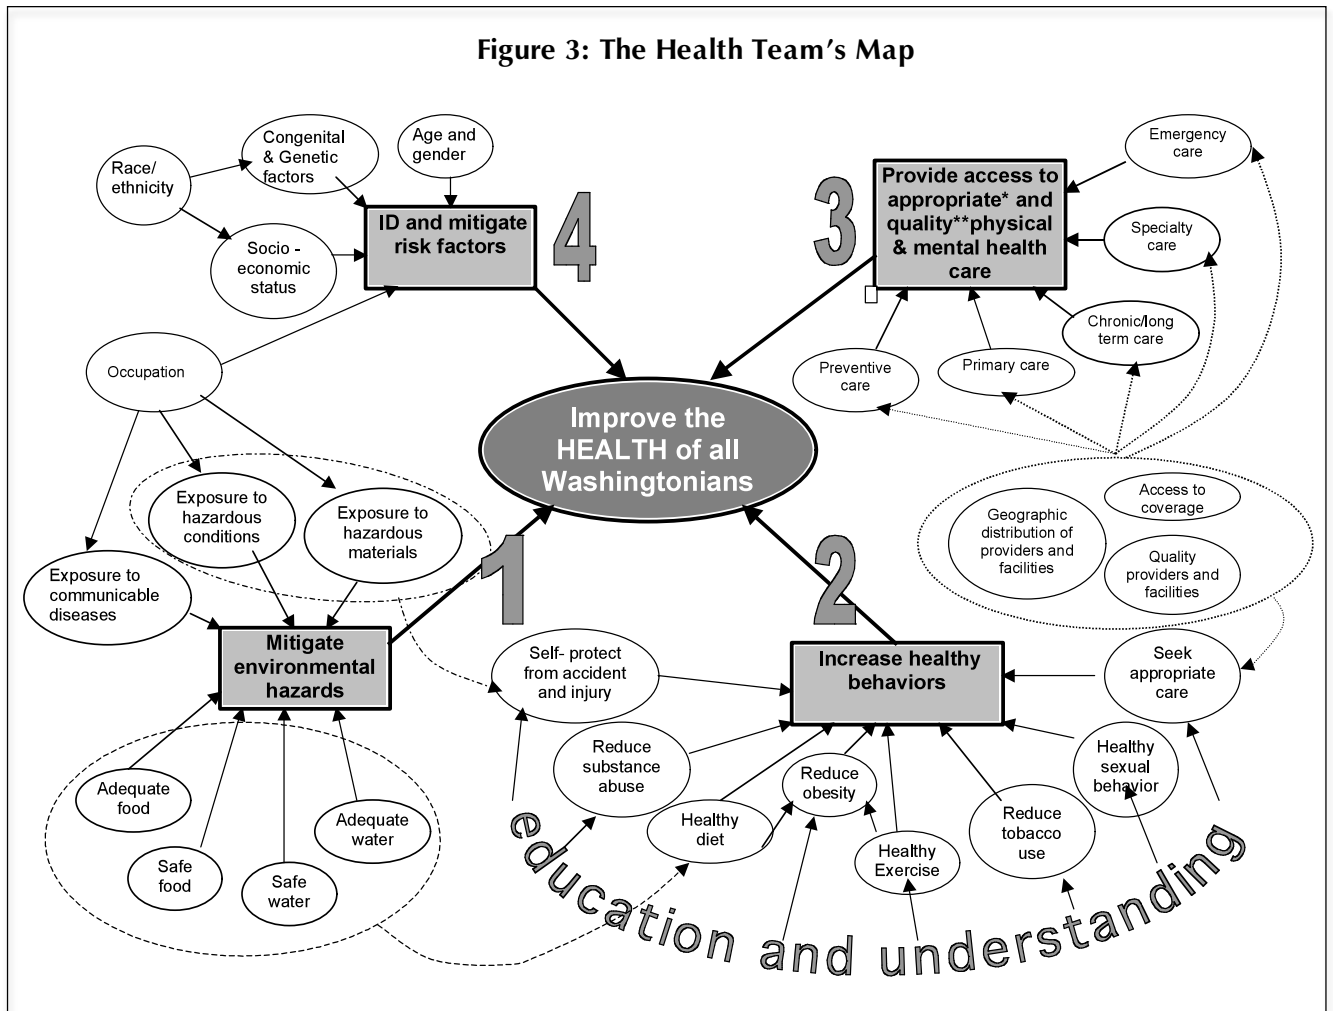 Figure 3: The Health Team's Map
Race/
ethnicity
Congenital
& Genetic
factors
Age and
gender
Socio -
economic
status
ID and mitigate
risk factors
4
3
Provide access to
appropriate* and
quality**physical
& mental health
care
Emergency
care
Specialty
care
Chronic/long
term care
Primary care
Preventive
care
Occupation
Improve the
HEALTH of all
Washingtonians
Exposure to
hazardous
conditions
Exposure to
hazardous
materials
Exposure to
communicable
diseases
1
2
Geographic
distribution of
providers and
facilities
Access to
coverage
Quality
providers and
facilities
Mitigate
environmental
hazards
Self- protect
from accident
and injury
Increase healthy
behaviors
Seek
appropriate
care
Reduce
substance
abuse
Reduce
obesity
Healthy
sexual
behavior
Adequate
food
Safe
food
Safe
water
Adequate
water
Healthy
diet
Healthy
Exercise
Reduce
tobacco
use
education and understanding